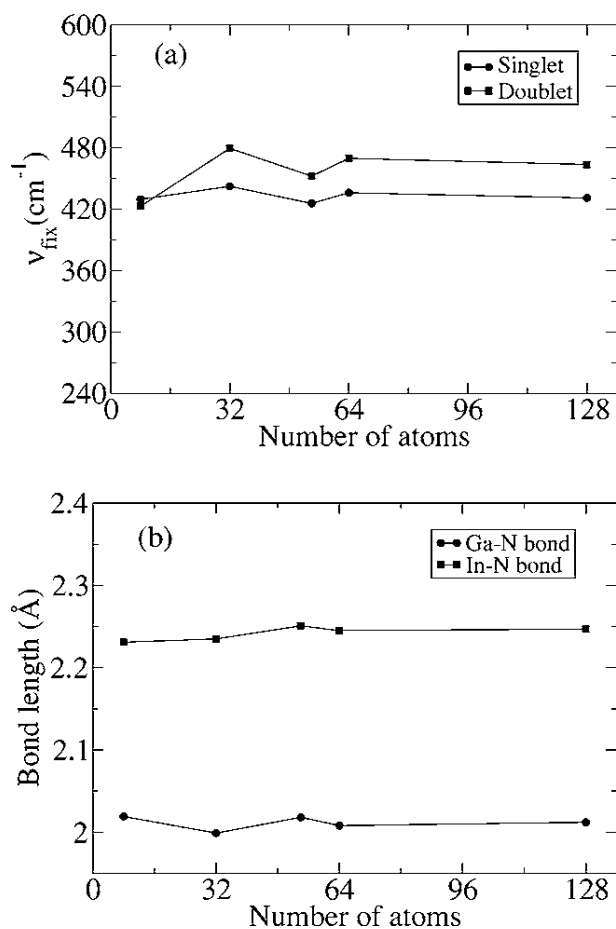 600
(a)
Singlet
Doublet
540
480
420
360
300
240
ν_fix(cm⁻¹)
0 32 64 96 128
Number of atoms
2.4
(b)
Ga-N bond
In-N bond
2.3
2.2
2.1
2
Bond length (Å)
0 32 64 96 128
Number of atoms